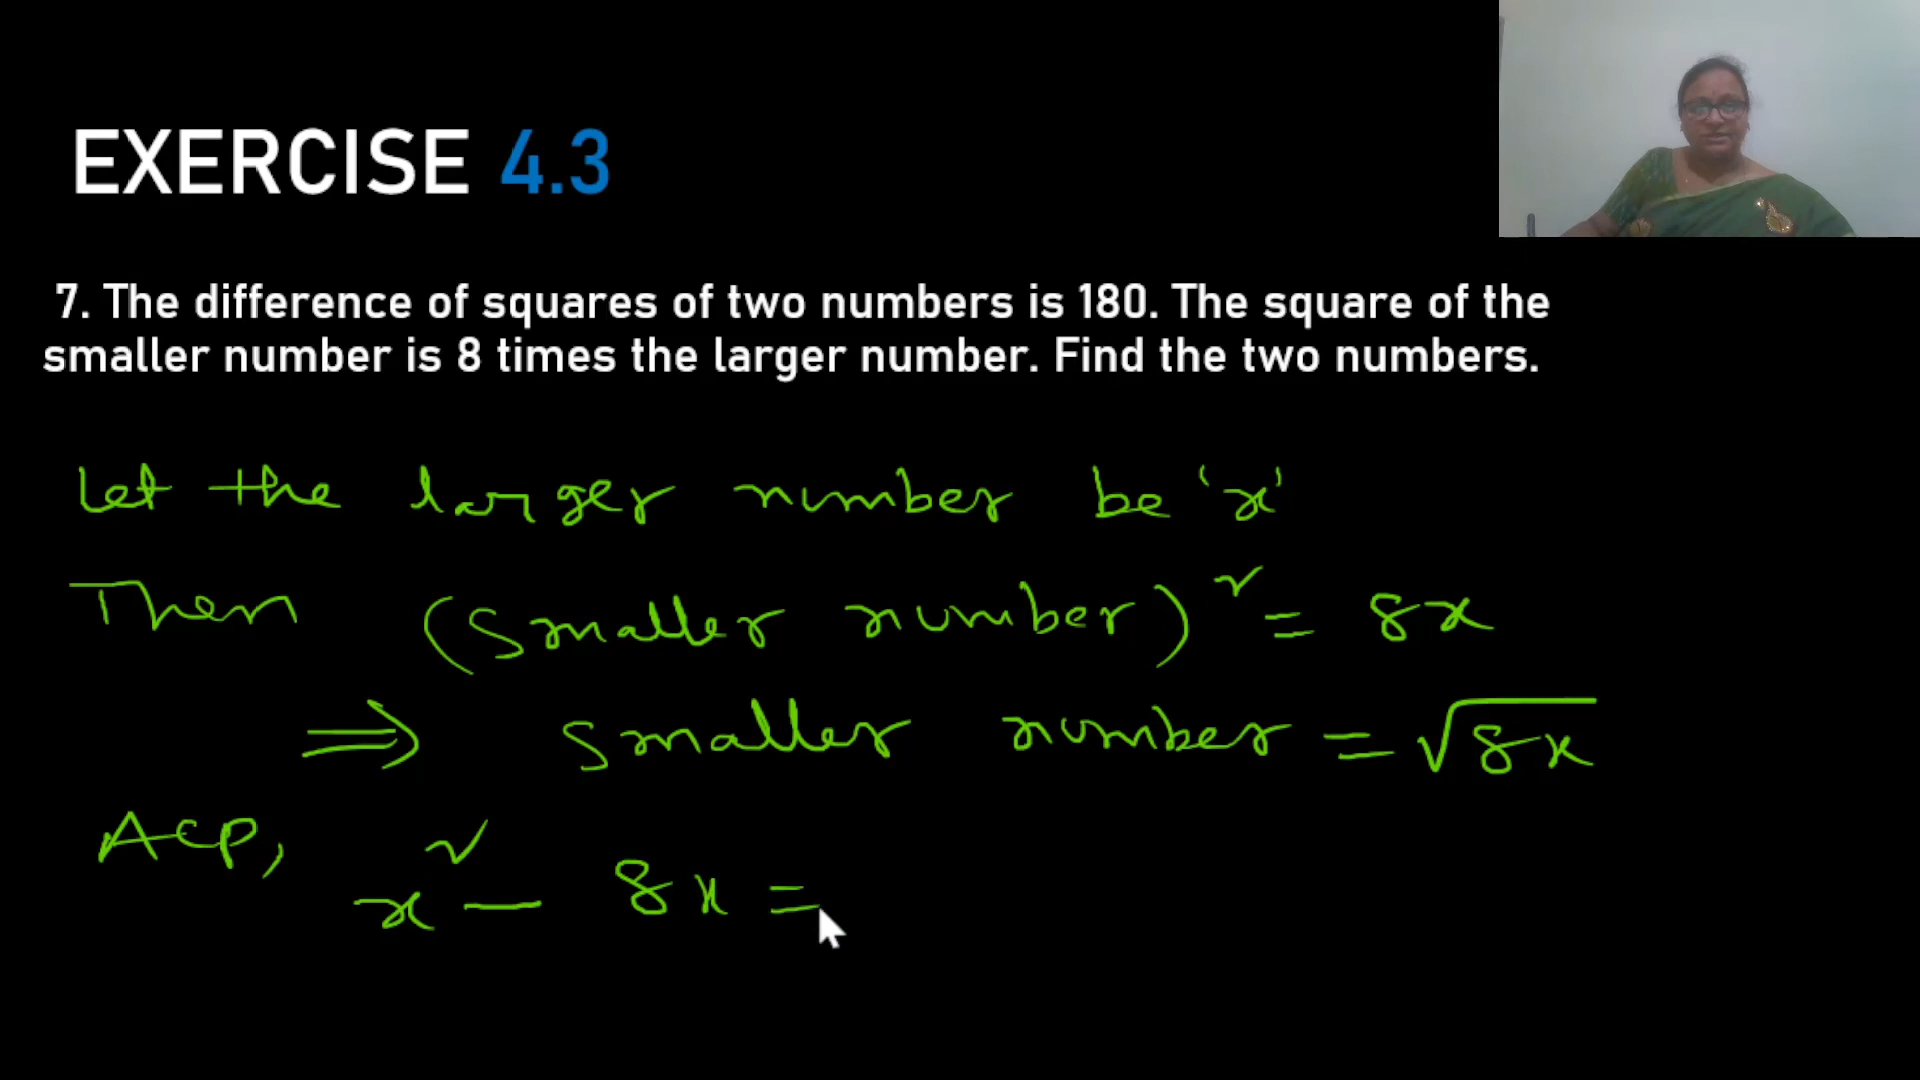 EXERCISE 4.3
7. The difference of squares of two numbers is 180. The square of the
smaller number is 8 times the larger number. Find the two numbers.
Let the larger number be 'x'
Then (Smaller number)² = 8x
⇒ Smaller number = √8x
ACP, x² - 8x =